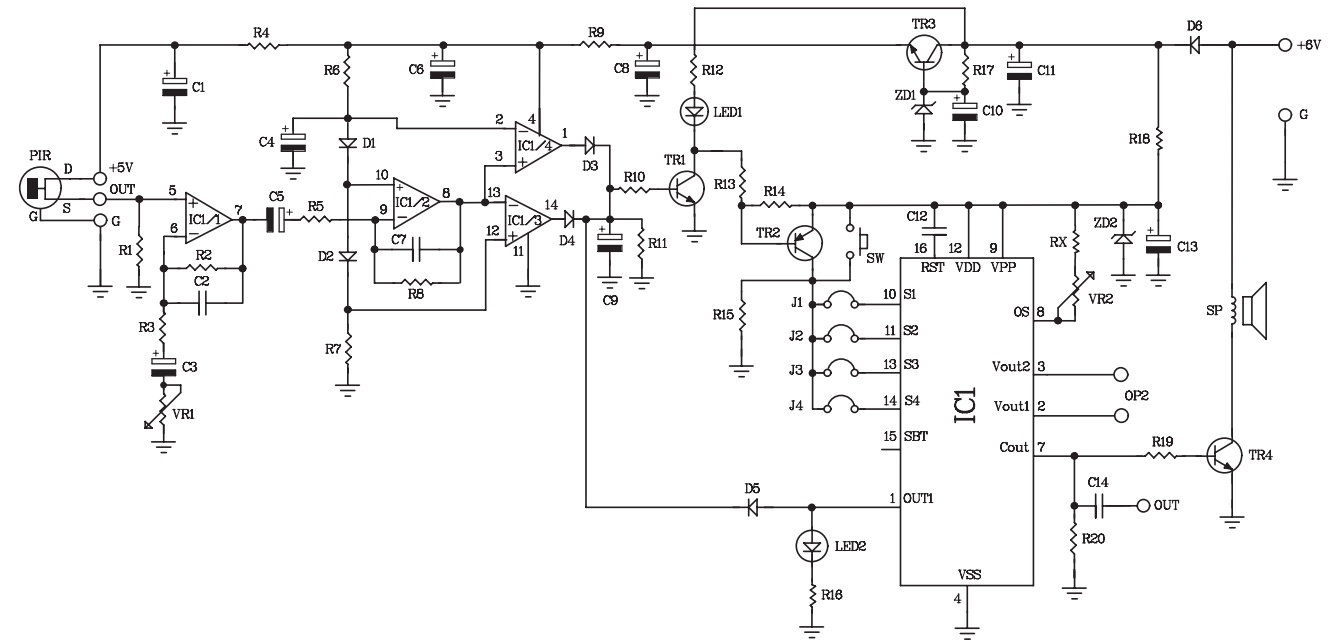 TR3
D6
R4
R9
+6V
R6
C6
C8
R12
R17
C11
C1
ZD1
C10
LED1
G
C4
D1
2
4
1
IC1/4
3
D3
R18
PIR
D
+5V
TR1
10
OUT
S
5
C5
R5
IC1/2
8
13
14
R10
R13
R14
G
G
IC1/1
7
9
IC1/3
6
C7
12
D4
R11
TR2
C12
ZD2
R1
R2
D2
11
SW
16
12
9
RX
C13
C2
R8
C9
RST
VDD
VPP
VR2
R3
R15
J1
10
S1
OS
8
SP
R7
J2
11
S2
C3
J3
13
S3
Vout2
3
IC1
OP2
VR1
J4
14
S4
Vout1
2
15
SBT
Cout
7
R19
TR4
D5
C14
1
OUT1
OUT
LED2
R20
R16
VSS
4